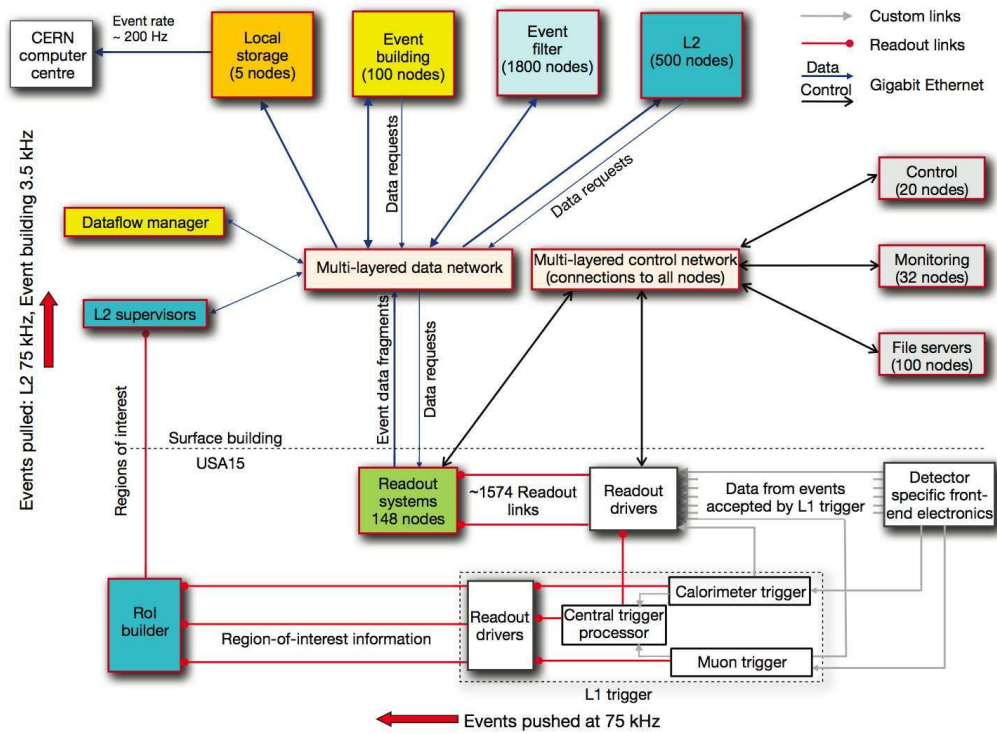 CERN
computer
centre
Event rate
~ 200 Hz
Local
storage
(5 nodes)
Event
building
(100 nodes)
Event
filter
(1800 nodes)
L2
(500 nodes)
Custom links
Readout links
Data
Control
Gigabit Ethernet
Data requests
Data requests
Control
(20 nodes)
Dataflow manager
Multi-layered data network
Multi-layered control network
(connections to all nodes)
Monitoring
(32 nodes)
L2 supervisors
File servers
(100 nodes)
Events pulled: L2 75 kHz, Event building 3.5 kHz
Regions of interest
Event data fragments
Data requests
Surface building
USA15
Readout
systems
148 nodes
~1574 Readout
links
Readout
drivers
Data from events
accepted by L1 trigger
Detector
specific front-
end electronics
RoI
builder
Region-of-interest information
Readout
drivers
Central trigger
processor
Calorimeter trigger
Muon trigger
L1 trigger
Events pushed at 75 kHz